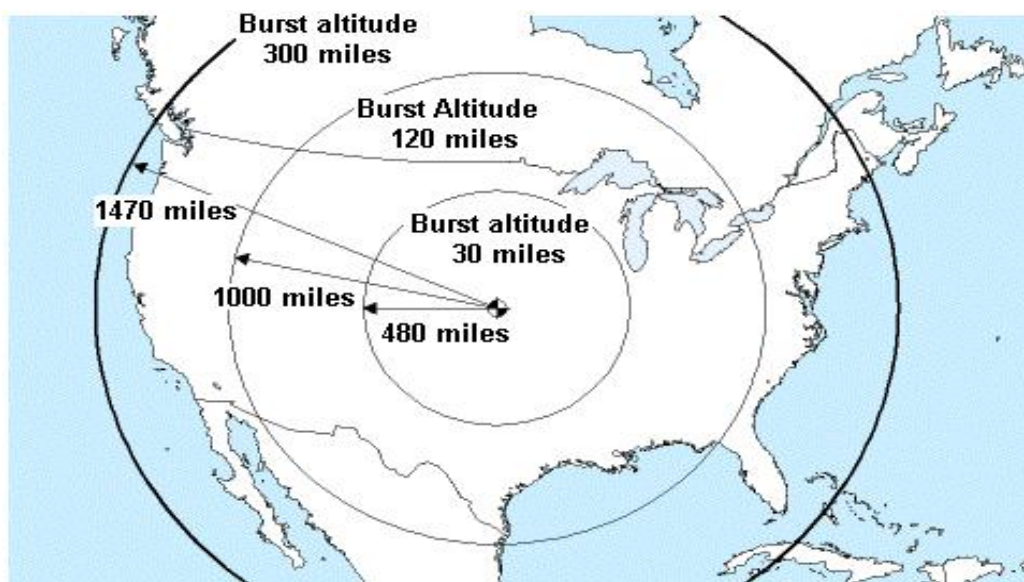 Burst altitude
300 miles
Burst Altitude
120 miles
1470 miles
Burst altitude
30 miles
1000 miles
480 miles